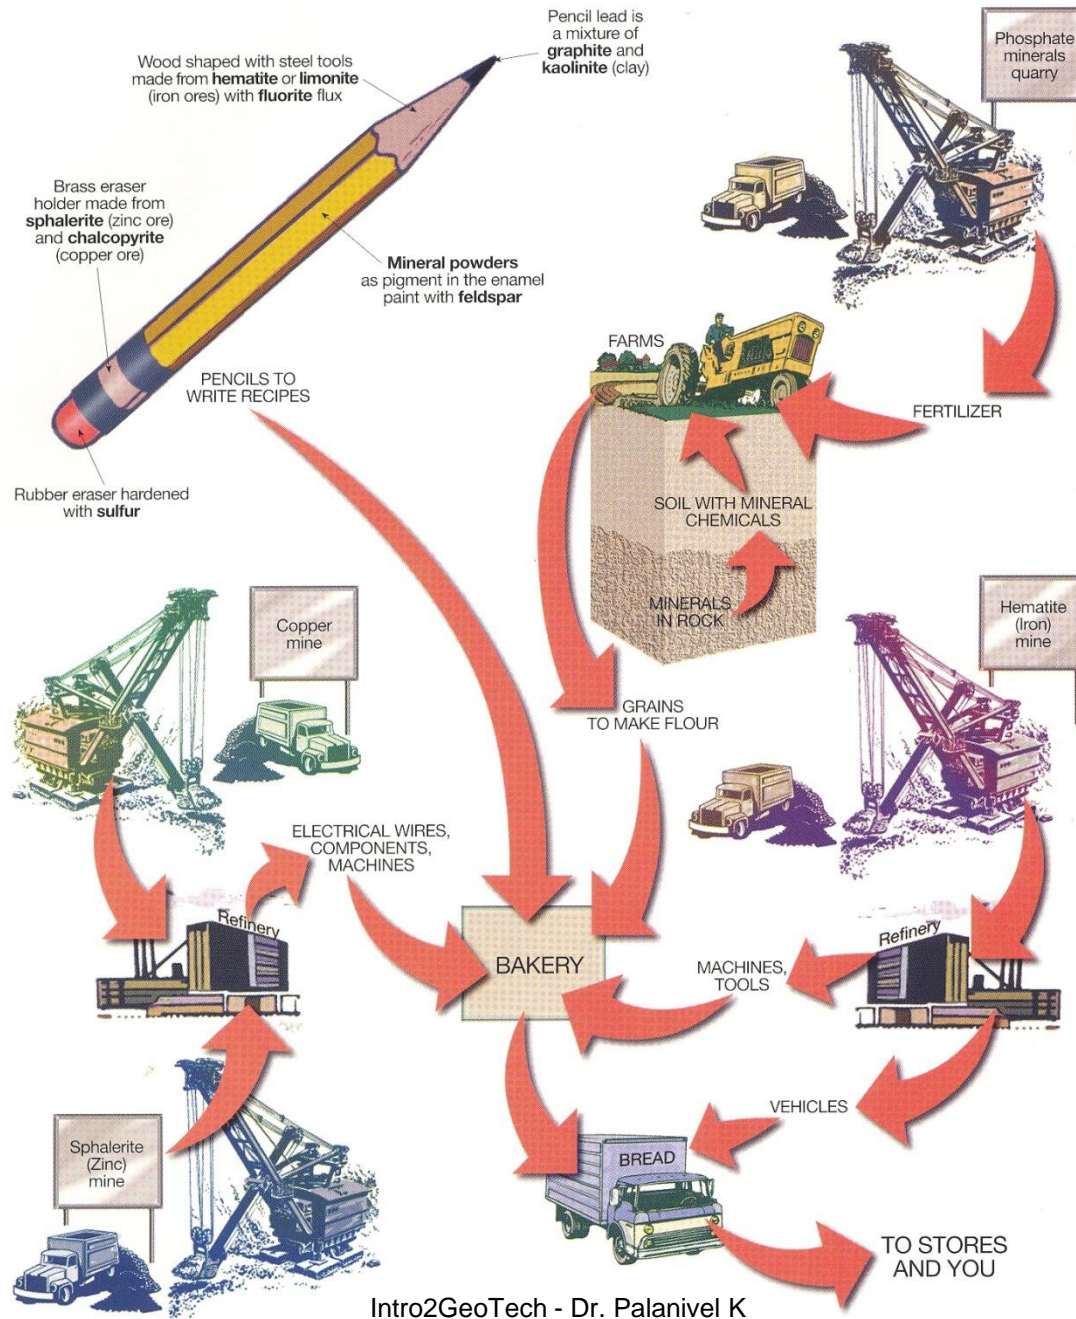 Pencil lead is
a mixture of
graphite and
kaolinite (clay)
Wood shaped with steel tools
made from hematite or limonite
(iron ores) with fluorite flux
Brass eraser
holder made from
sphalerite (zinc ore)
and chalcopyrite
(copper ore)
Mineral powders
as pigment in the enamel
paint with feldspar
Rubber eraser hardened
with sulfur
PENCILS TO
WRITE RECIPES
Phosphate
minerals
quarry
FARMS
FERTILIZER
SOIL WITH MINERAL
CHEMICALS
MINERALS
IN ROCK
GRAINS
TO MAKE FLOUR
Copper
mine
Hematite
(Iron)
mine
ELECTRICAL WIRES,
COMPONENTS,
MACHINES
Refinery
BAKERY
MACHINES,
TOOLS
Refinery
VEHICLES
Sphalerite
(Zinc)
mine
BREAD
TO STORES
AND YOU
Intro2GeoTech - Dr. Palanivel K